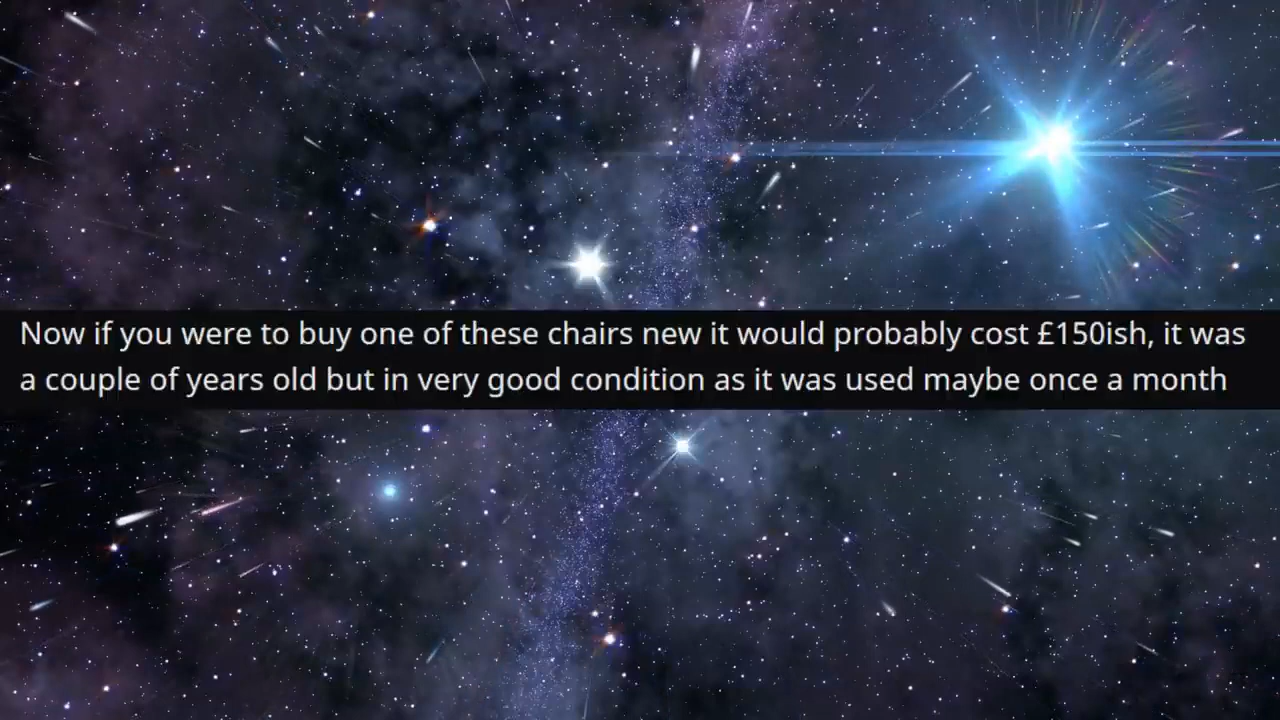 Now if you were to buy one of these chairs new it would probably cost £150ish, it was
a couple of years old but in very good condition as it was used maybe once a month